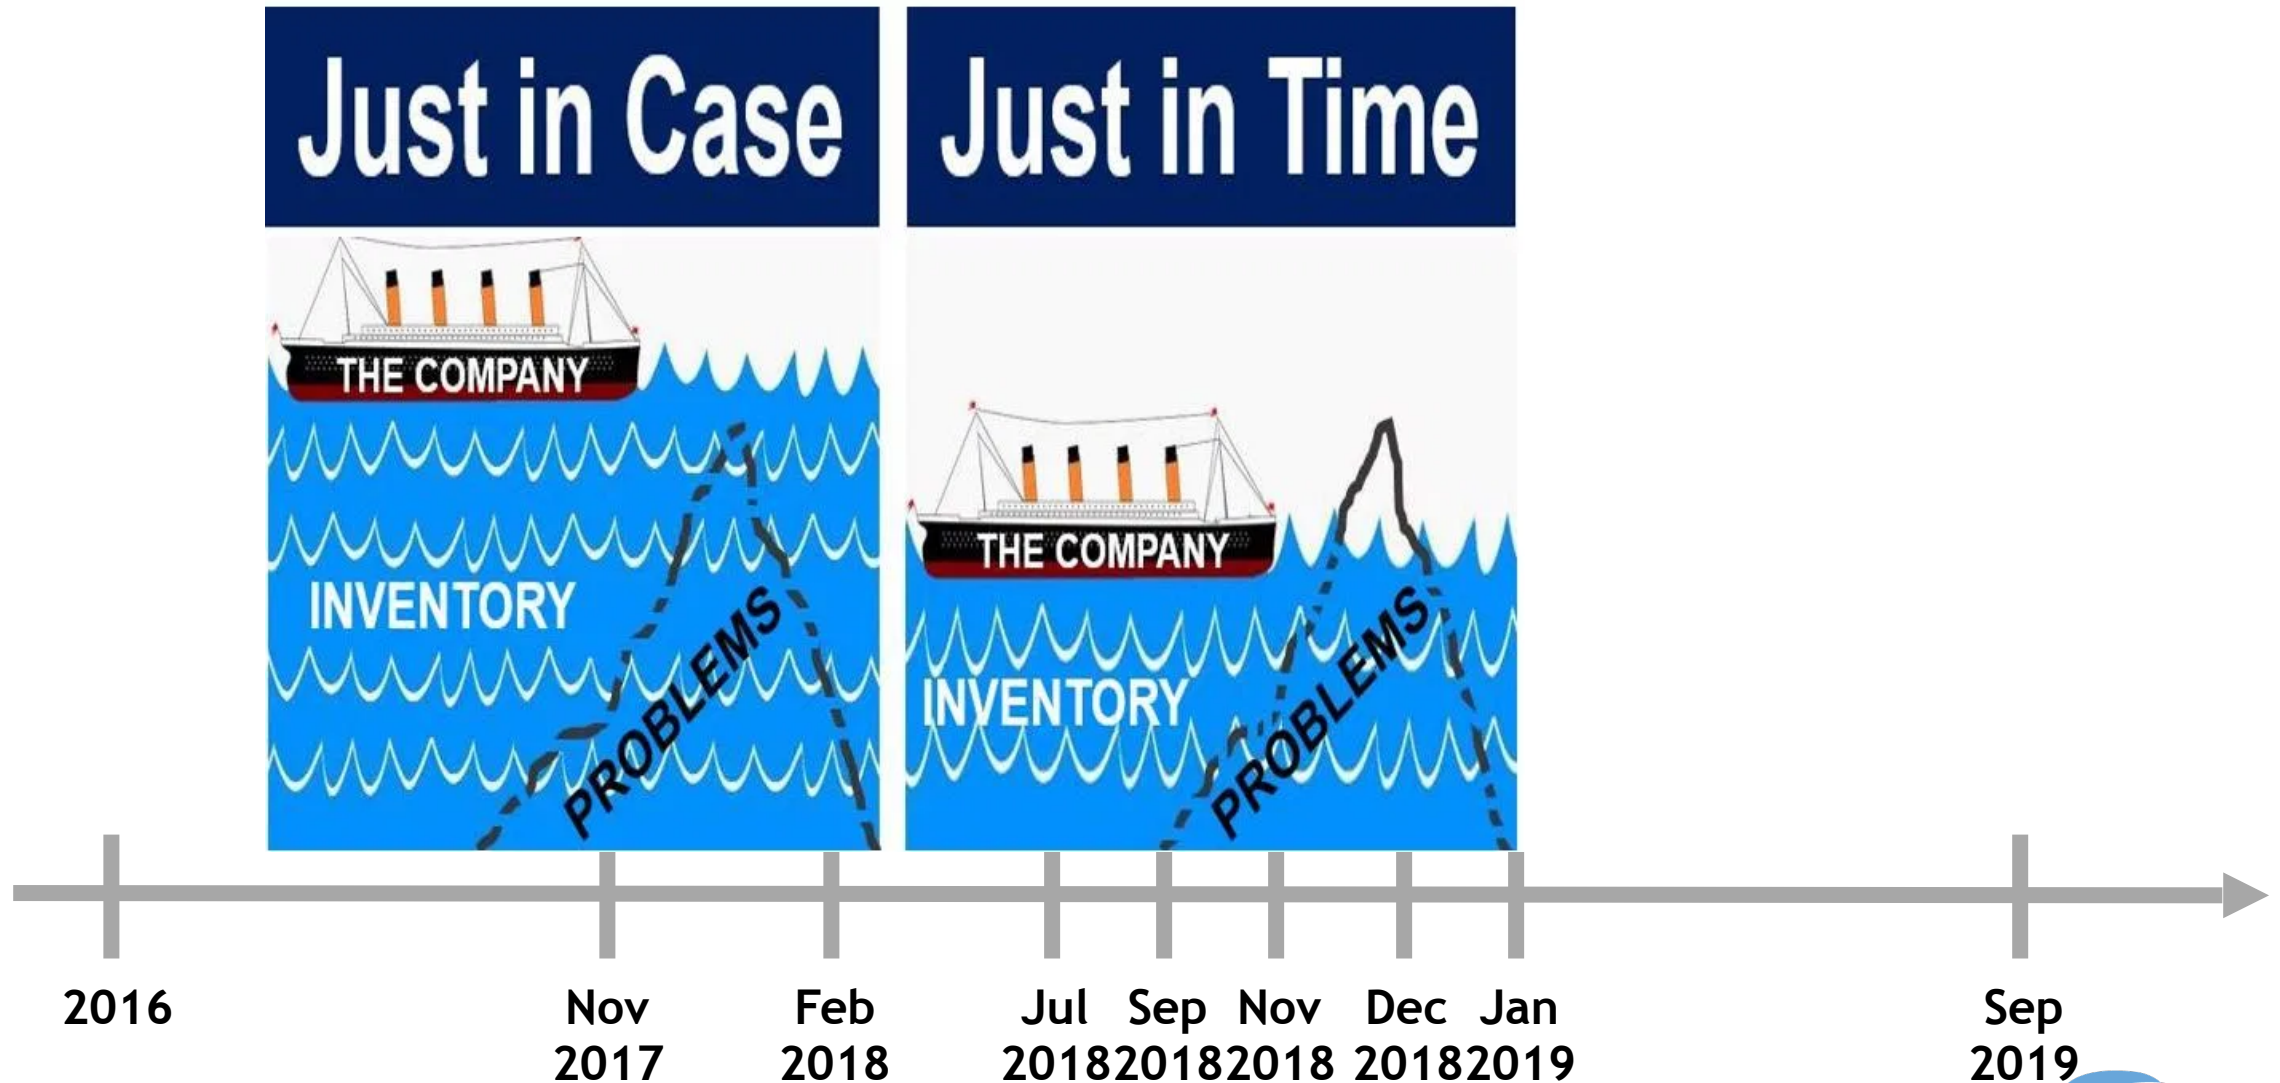 Just in Case
Just in Time
THE COMPANY
INVENTORY
PROBLEMS
THE COMPANY
INVENTORY
PROBLEMS
2016
Nov
2017
Feb
2018
Jul
2018
Sep
2018
Nov
2018
Dec
2018
Jan
2019
Sep
2019